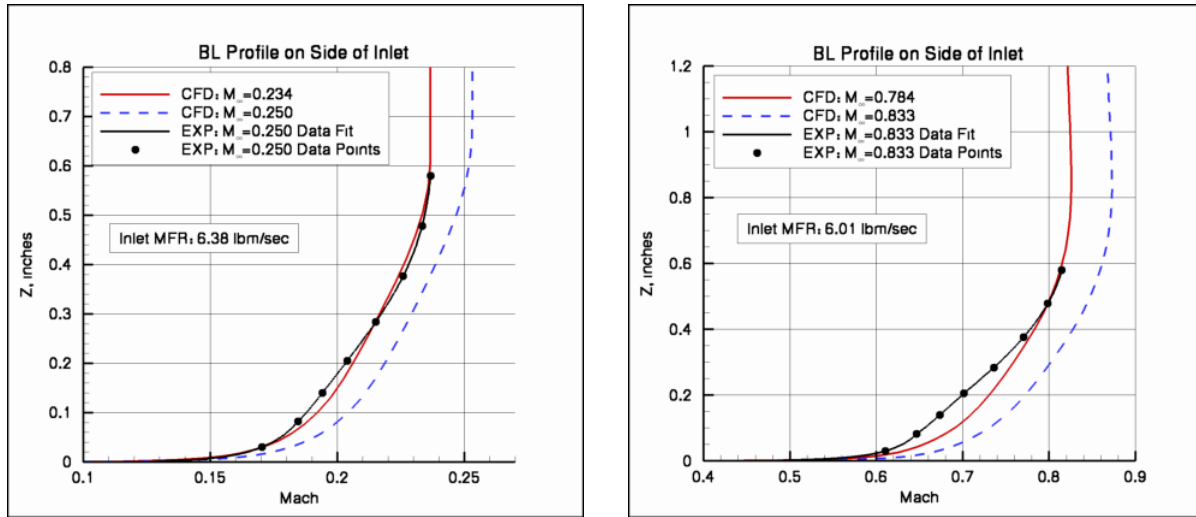 BL Profile on Side of Inlet
0.8
0.7
0.6
0.5
0.4
0.3
0.2
0.1
0
Z, inches
CFD: M∞=0.234
CFD: M∞=0.250
EXP: M∞=0.250 Data Fit
EXP: M∞=0.250 Data Points
Inlet MFR: 6.38 lbm/sec
0.1 0.15 0.2 0.25
Mach
BL Profile on Side of Inlet
1.2
1
0.8
0.6
0.4
0.2
0
Z, inches
CFD: M∞=0.784
CFD: M∞=0.833
EXP: M∞=0.833 Data Fit
EXP: M∞=0.833 Data Points
Inlet MFR: 6.01 lbm/sec
0.4 0.5 0.6 0.7 0.8 0.9
Mach